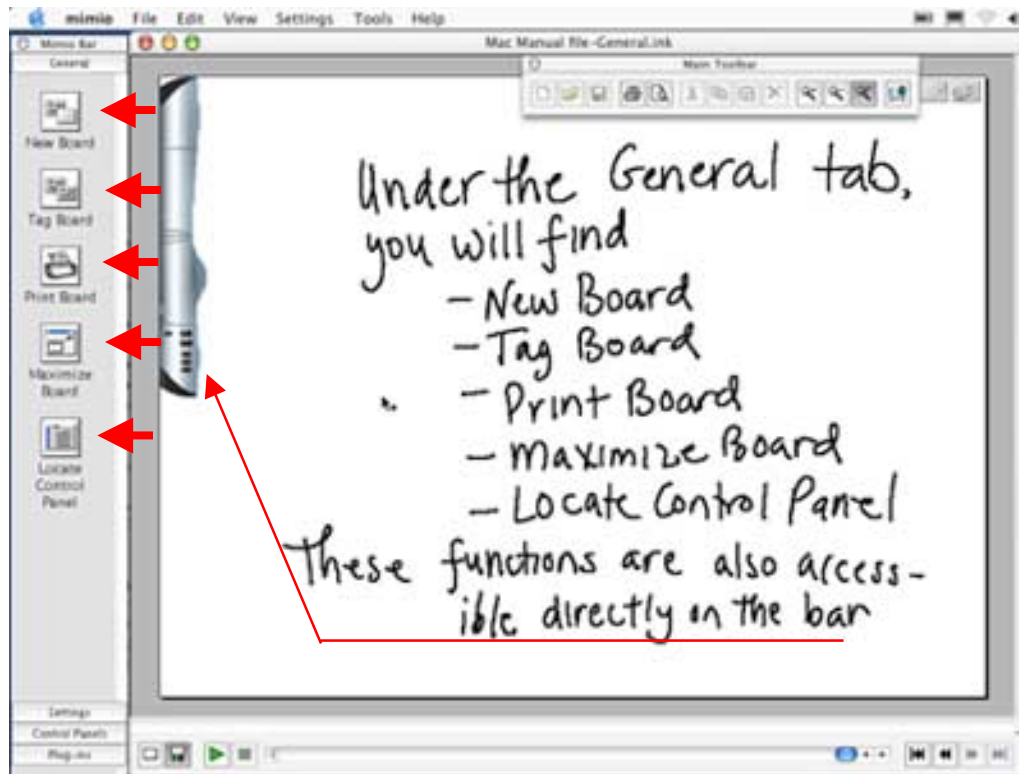 mimio File Edit View Settings Tools Help
Mimio Bar
Mac Manual file-General.ink
General
Main Toolbar
New Board
Tag Board
Print Board
Maximize
Board
Locate
Control
Panel
Under the General tab,
you will find
- New Board
- Tag Board
- Print Board
- Maximize Board
- Locate Control Panel
These functions are also access-
ible directly on the bar
Settings
Control Panels
Plug-ins